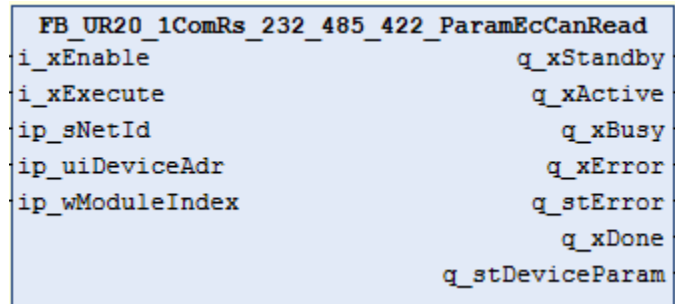 FB_UR20_1ComRs_232_485_422_ParamEcCanRead
i_xEnable q_xStandby
i_xExecute q_xActive
ip_sNetId q_xBusy
ip_uiDeviceAdr q_xError
ip_wModuleIndex q_stError
q_xDone
q_stDeviceParam